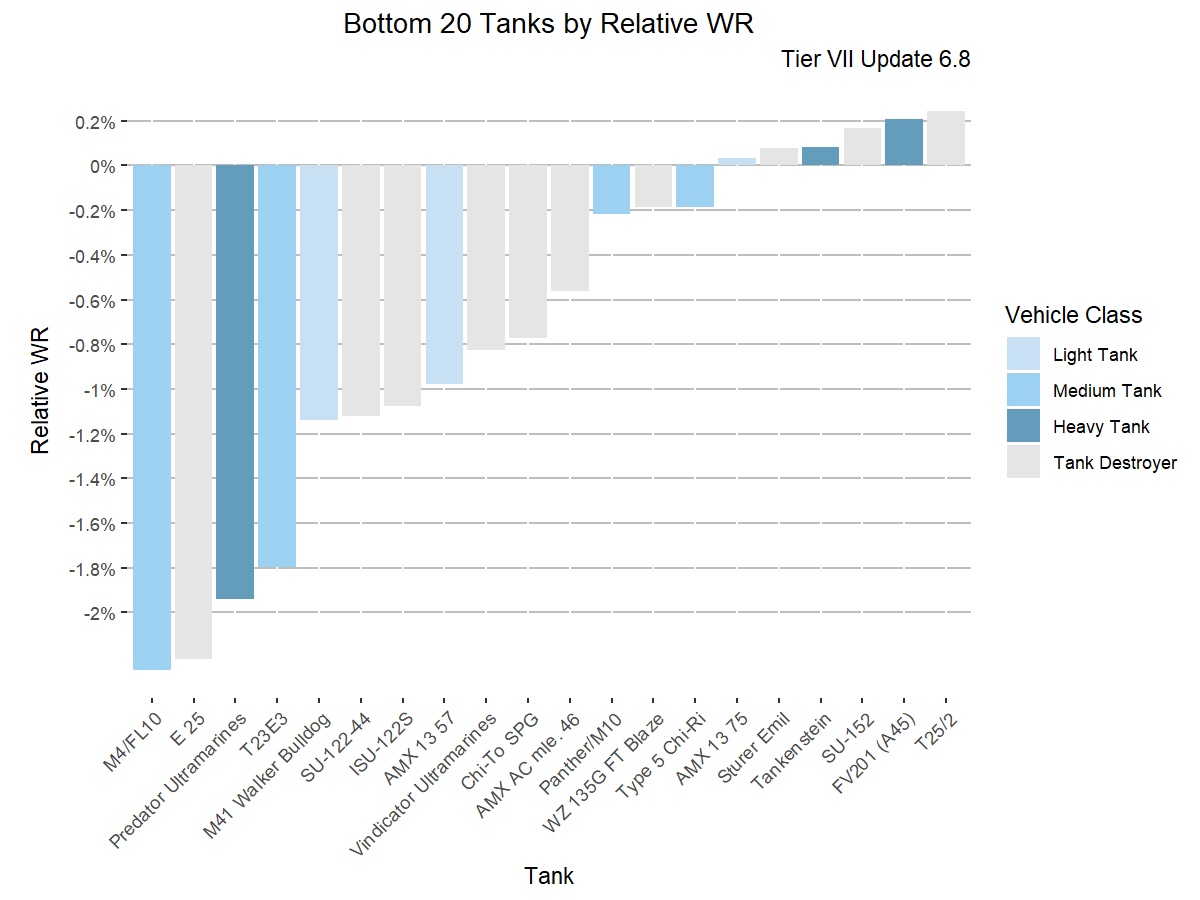 Bottom 20 Tanks by Relative WR
Tier VII Update 6.8
0.2%
0%
-0.2%
-0.4%
-0.6%
-0.8%
-1%
-1.2%
-1.4%
-1.6%
-1.8%
-2%
Relative WR
M4/FL10
E 25
Predator Ultramarines
T23E3
M41 Walker Bulldog
SU-122-44
ISU-122S
AMX 13 57
Vindicator Ultramarines
Chi-To SPG
AMX AC mle. 46
Panther/M10
WZ 135G FT Blaze
Type 5 Chi-Ri
AMX 13 75
Sturer Emil
Tankenstein
SU-152
FV201 (A45)
T25/2
Tank
Vehicle Class
Light Tank
Medium Tank
Heavy Tank
Tank Destroyer